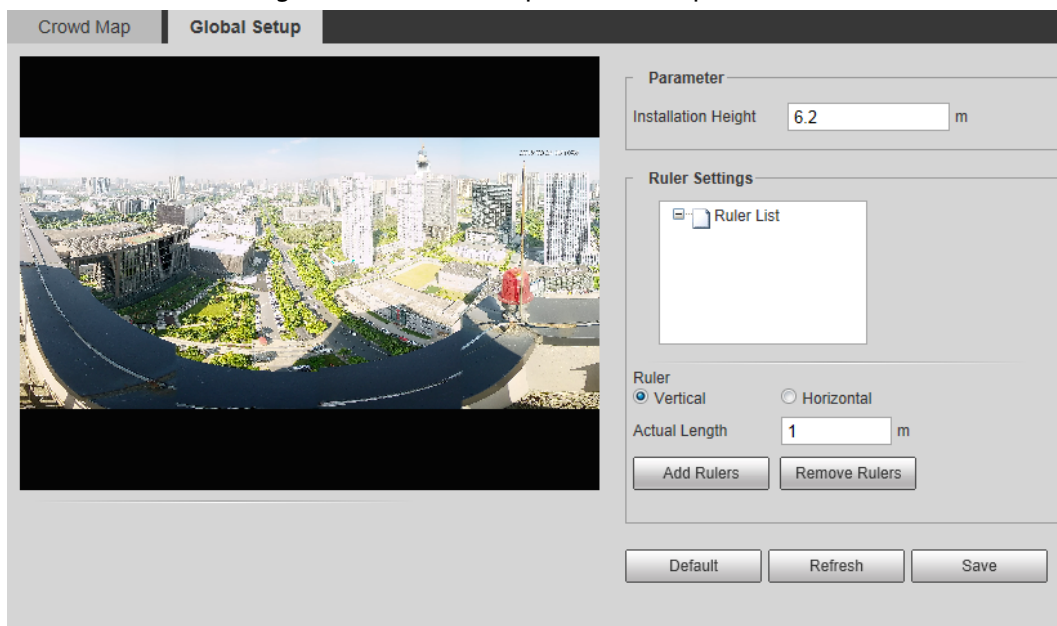 Crowd Map
Global Setup
Parameter
Installation Height 6.2 m
Ruler Settings
Ruler List
Ruler
Vertical Horizontal
Actual Length 1 m
Add Rulers Remove Rulers
Default Refresh Save